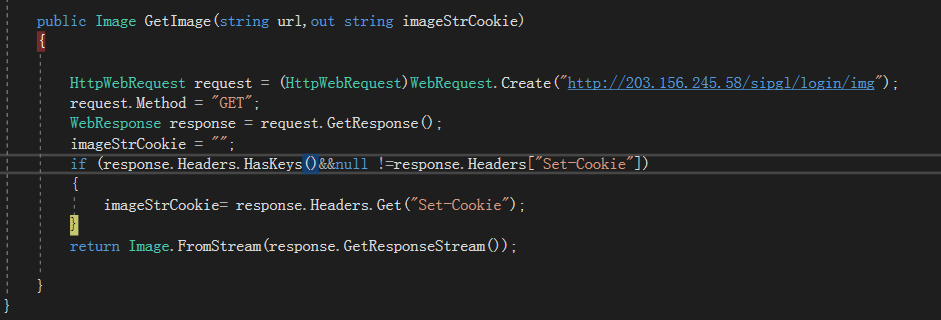 public Image GetImage(string url,out string imageStrCookie)
{
HttpWebRequest request = (HttpWebRequest)WebRequest.Create("http://203.156.245.58/sipgl/login/img");
request.Method = "GET";
WebResponse response = request.GetResponse();
imageStrCookie = "";
if (response.Headers.HasKeys()&&null !=response.Headers["Set-Cookie"])
{
imageStrCookie= response.Headers.Get("Set-Cookie");
}
return Image.FromStream(response.GetResponseStream());
}
}